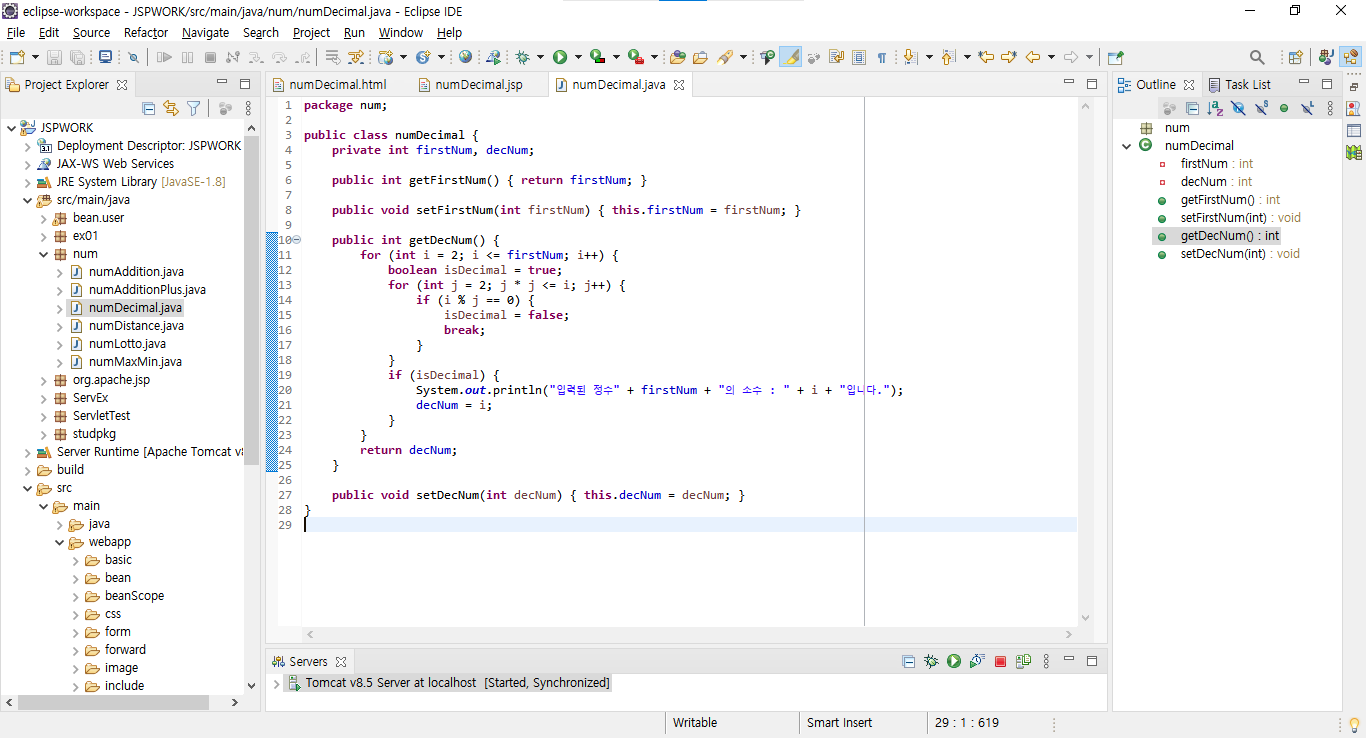 eclipse-workspace - JSPWORK/src/main/java/num/numDecimal.java - Eclipse IDE
File Edit Source Refactor Navigate Search Project Run Window Help
Project Explorer
JSPWORK
Deployment Descriptor: JSPWORK
JAX-WS Web Services
JRE System Library [JavaSE-1.8]
src/main/java
bean.user
ex01
num
numAddition.java
numAdditionPlus.java
numDecimal.java
numDistance.java
numLotto.java
numMaxMin.java
org.apache.jsp
ServEx
ServletTest
studpkg
Server Runtime [Apache Tomcat v8
build
src
main
java
webapp
basic
bean
beanScope
css
form
forward
image
include
numDecimal.html numDecimal.jsp numDecimal.java
1 package num;
2
3 public class numDecimal {
4 private int firstNum, decNum;
5
6 public int getFirstNum() { return firstNum; }
7
8 public void setFirstNum(int firstNum) { this.firstNum = firstNum; }
9
10 public int getDecNum() {
11 for (int i = 2; i <= firstNum; i++) {
12 boolean isDecimal = true;
13 for (int j = 2; j * j <= i; j++) {
14 if (i % j == 0) {
15 isDecimal = false;
16 break;
17 }
18 }
19 if (isDecimal) {
20 System.out.println("입력된 정수" + firstNum + "의 소수 : " + i + "입니다.");
21 decNum = i;
22 }
23 }
24 return decNum;
25 }
26
27 public void setDecNum(int decNum) { this.decNum = decNum; }
28 }
29
Servers
Tomcat v8.5 Server at localhost [Started, Synchronized]
Outline Task List
num
numDecimal
firstNum : int
decNum : int
getFirstNum() : int
setFirstNum(int) : void
getDecNum() : int
setDecNum(int) : void
Writable Smart Insert 29 : 1 : 619